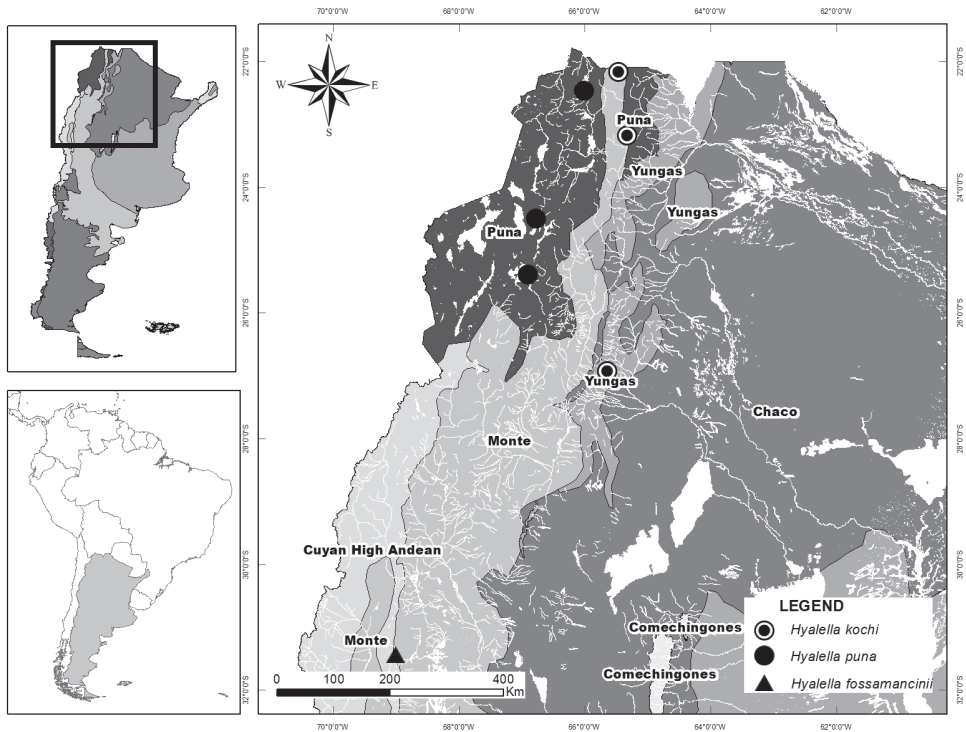 70°0'0"W 68°0'0"W 66°0'0"W 64°0'0"W 62°0'0"W
N
W E
S
22°0'0"S 22°0'0"S
Puna
Yungas
24°0'0"S 24°0'0"S
Yungas
Puna
26°0'0"S 26°0'0"S
Yungas
Chaco
Monte
28°0'0"S 28°0'0"S
Cuyan High Andean
30°0'0"S 30°0'0"S
LEGEND
Comechingones
Hyalella kochi
Monte
Hyalella puna
Comechingones
Hyalella fossamancinii
0 100 200 400
Km
32°0'0"S 32°0'0"S
70°0'0"W 68°0'0"W 66°0'0"W 64°0'0"W 62°0'0"W